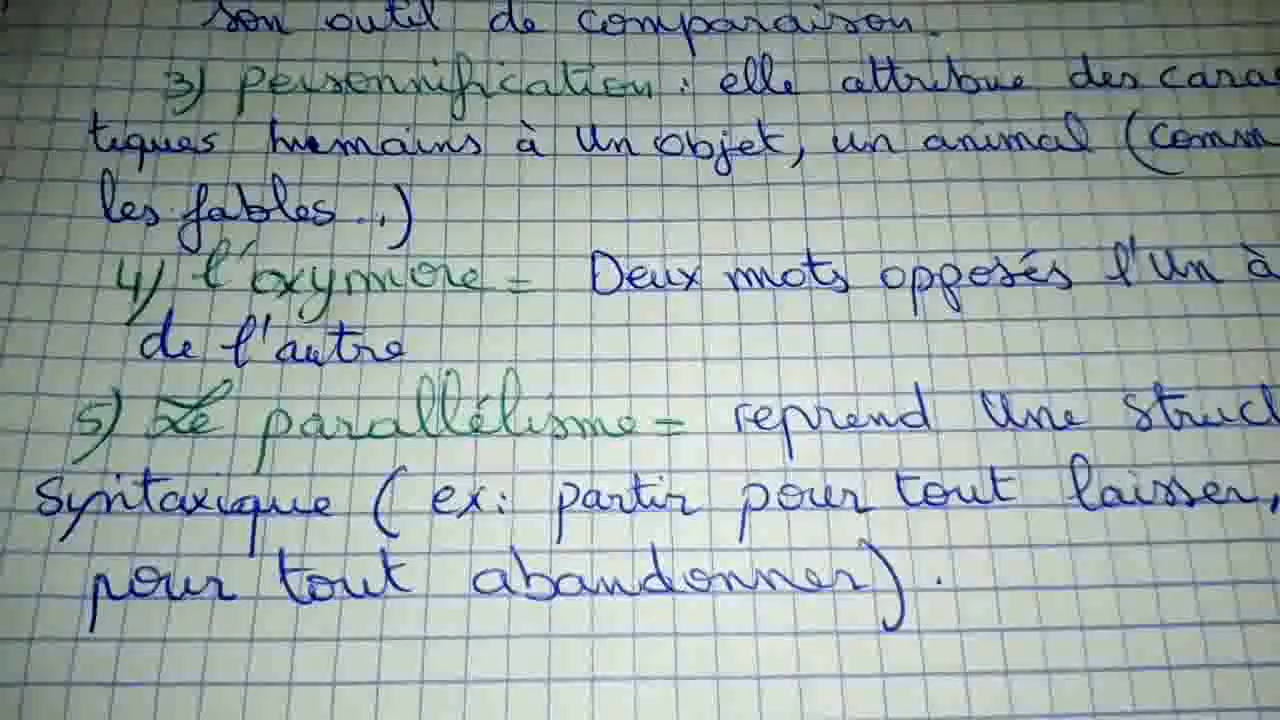 son outil de comparaison.
3) personnification : elle attribue des cara
tiques humains à un objet, un animal (comm
les fables...)
4) l'oxymore = Deux mots opposés l'un à
de l'autre
5) Le parallélisme = reprend une struct
syntaxique (ex: partir pour tout laisser,
pour tout abandonner).